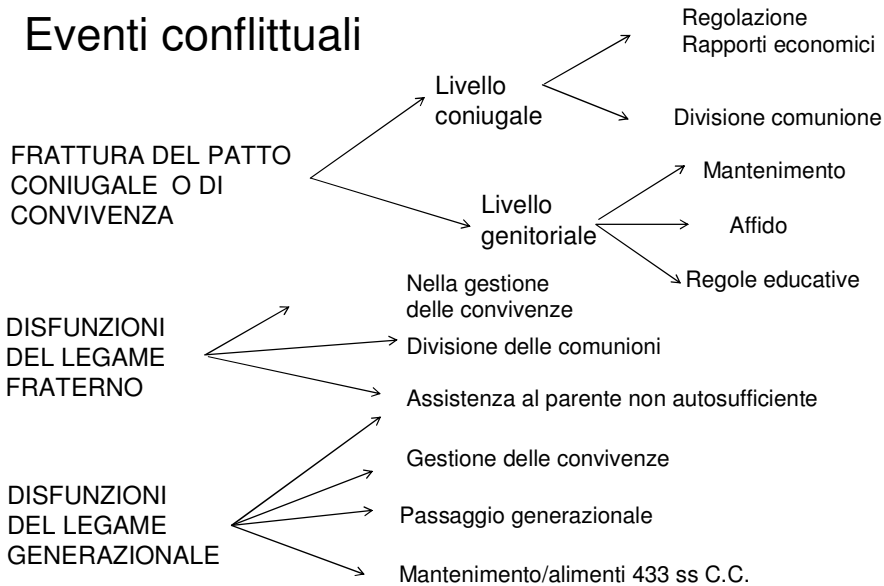 Eventi conflittuali
FRATTURA DEL PATTO
CONIUGALE O DI
CONVIVENZA
Livello
coniugale
Regolazione
Rapporti economici
Divisione comunione
Livello
genitoriale
Mantenimento
Affido
Regole educative
DISFUNZIONI
DEL LEGAME
FRATERNO
Nella gestione
delle convivenze
Divisione delle comunioni
Assistenza al parente non autosufficiente
DISFUNZIONI
DEL LEGAME
GENERAZIONALE
Gestione delle convivenze
Passaggio generazionale
Mantenimento/alimenti 433 ss C.C.